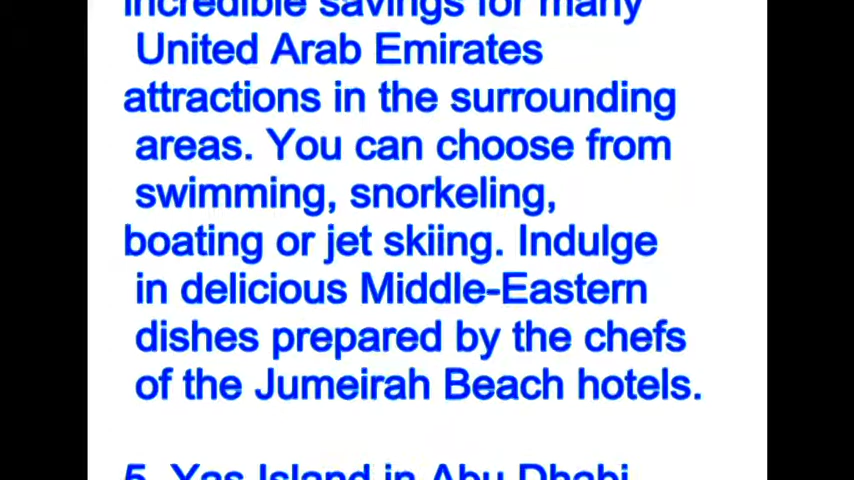 incredible savings for many
United Arab Emirates
attractions in the surrounding
areas. You can choose from
swimming, snorkeling,
boating or jet skiing. Indulge
in delicious Middle-Eastern
dishes prepared by the chefs
of the Jumeirah Beach hotels.
5. Yas Island in Abu Dhabi